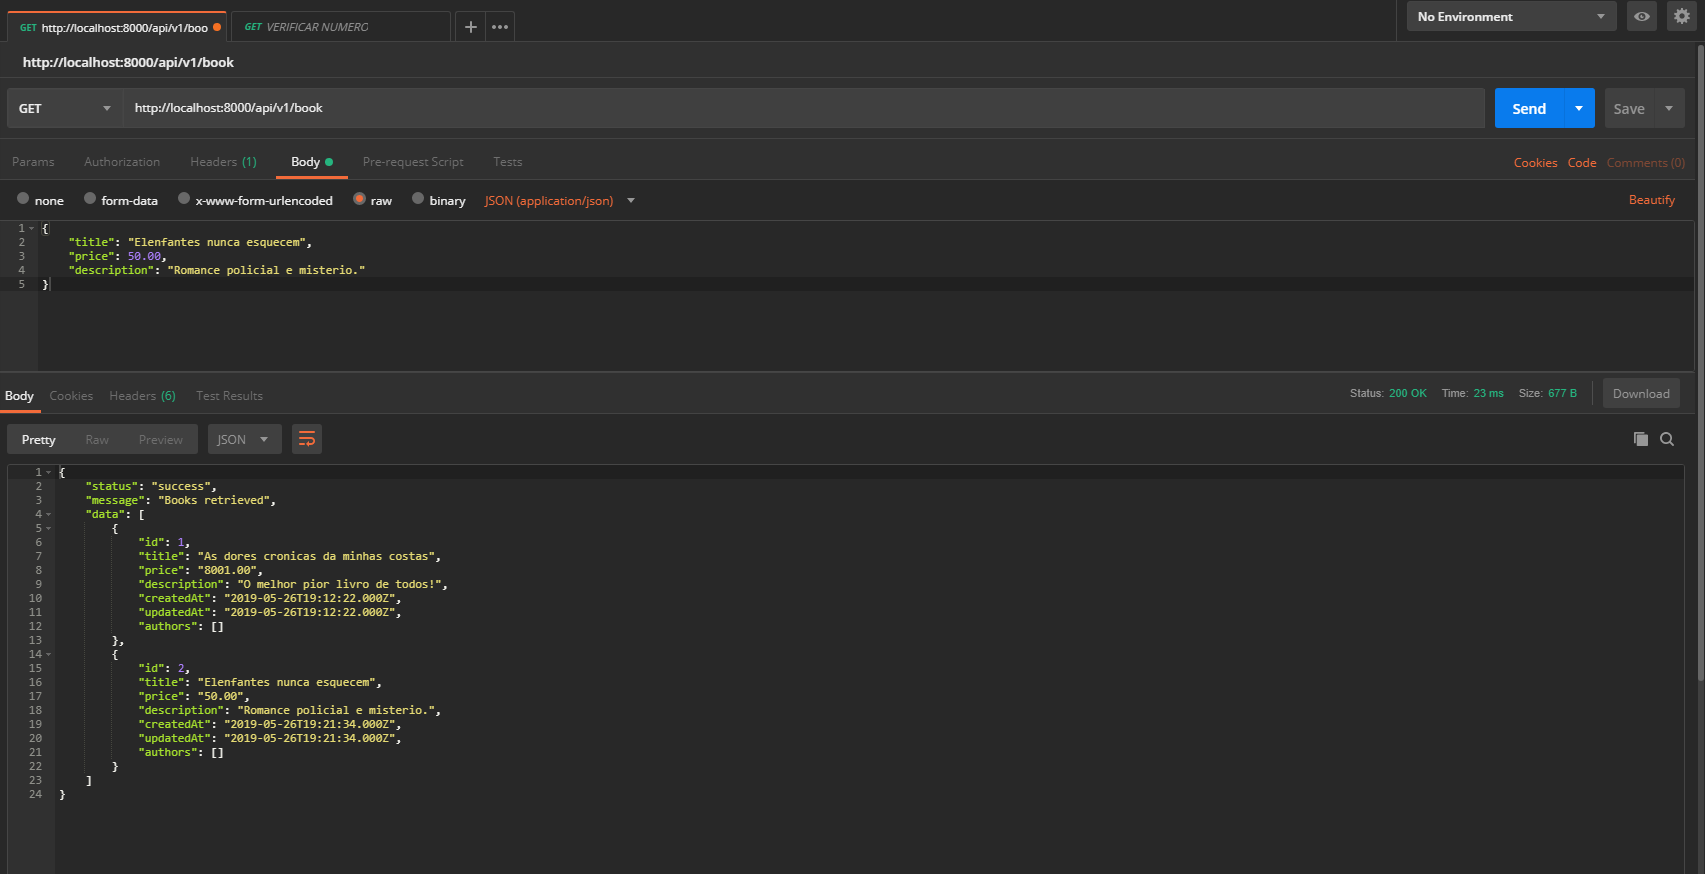 GET http://localhost:8000/api/v1/boo GET VERIFICAR NUMERO No Environment
http://localhost:8000/api/v1/book
GET http://localhost:8000/api/v1/book Send Save
Params Authorization Headers (1) Body Pre-request Script Tests Cookies Code Comments (0)
none form-data x-www-form-urlencoded raw binary JSON (application/json) Beautify
1 {
2 "title": "Elenfantes nunca esquecem",
3 "price": 50.00,
4 "description": "Romance policial e misterio."
5 }
Body Cookies Headers (6) Test Results Status: 200 OK Time: 23 ms Size: 677 B Download
Pretty Raw Preview JSON
1 {
2 "status": "success",
3 "message": "Books retrieved",
4 "data": [
5 {
6 "id": 1,
7 "title": "As dores cronicas da minhas costas",
8 "price": "8001.00",
9 "description": "O melhor pior livro de todos!",
10 "createdAt": "2019-05-26T19:12:22.000Z",
11 "updatedAt": "2019-05-26T19:12:22.000Z",
12 "authors": []
13 },
14 {
15 "id": 2,
16 "title": "Elenfantes nunca esquecem",
17 "price": "50.00",
18 "description": "Romance policial e misterio.",
19 "createdAt": "2019-05-26T19:21:34.000Z",
20 "updatedAt": "2019-05-26T19:21:34.000Z",
21 "authors": []
22 }
23 ]
24 }